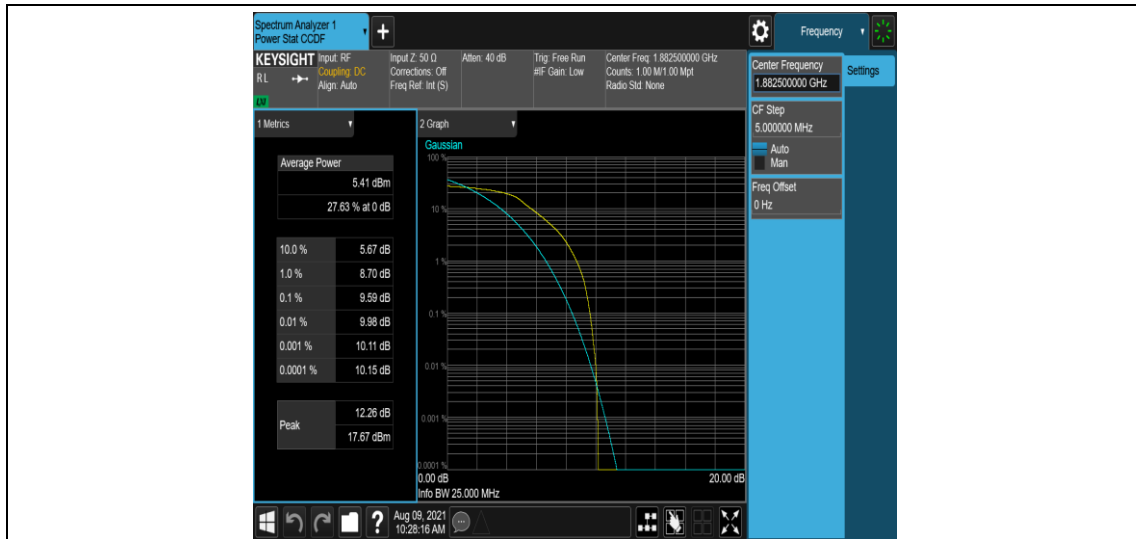 Spectrum Analyzer 1
Power Stat CCDF
+
Frequency
KEYSIGHT
RL
LXI
Input: RF
Coupling: DC
Align: Auto
Input Z: 50 Ω
Corrections: Off
Freq Ref: Int (S)
Atten: 40 dB
Trig: Free Run
#IF Gain: Low
Center Freq: 1.882500000 GHz
Counts: 1.00 M/1.00 Mpt
Radio Std: None
Center Frequency
1.882500000 GHz
Settings
CF Step
5.000000 MHz
Auto
Man
Freq Offset
0 Hz
1 Metrics
Average Power
5.41 dBm
27.63 % at 0 dB
10.0 % 5.67 dB
1.0 % 8.70 dB
0.1 % 9.59 dB
0.01 % 9.98 dB
0.001 % 10.11 dB
0.0001 % 10.15 dB
Peak
12.26 dB
17.67 dBm
2 Graph
Gaussian
100 %
10 %
1 %
0.1 %
0.01 %
0.001 %
0.0001 %
0.00 dB 20.00 dB
Info BW 25.000 MHz
?
Aug 09, 2021
10:28:16 AM